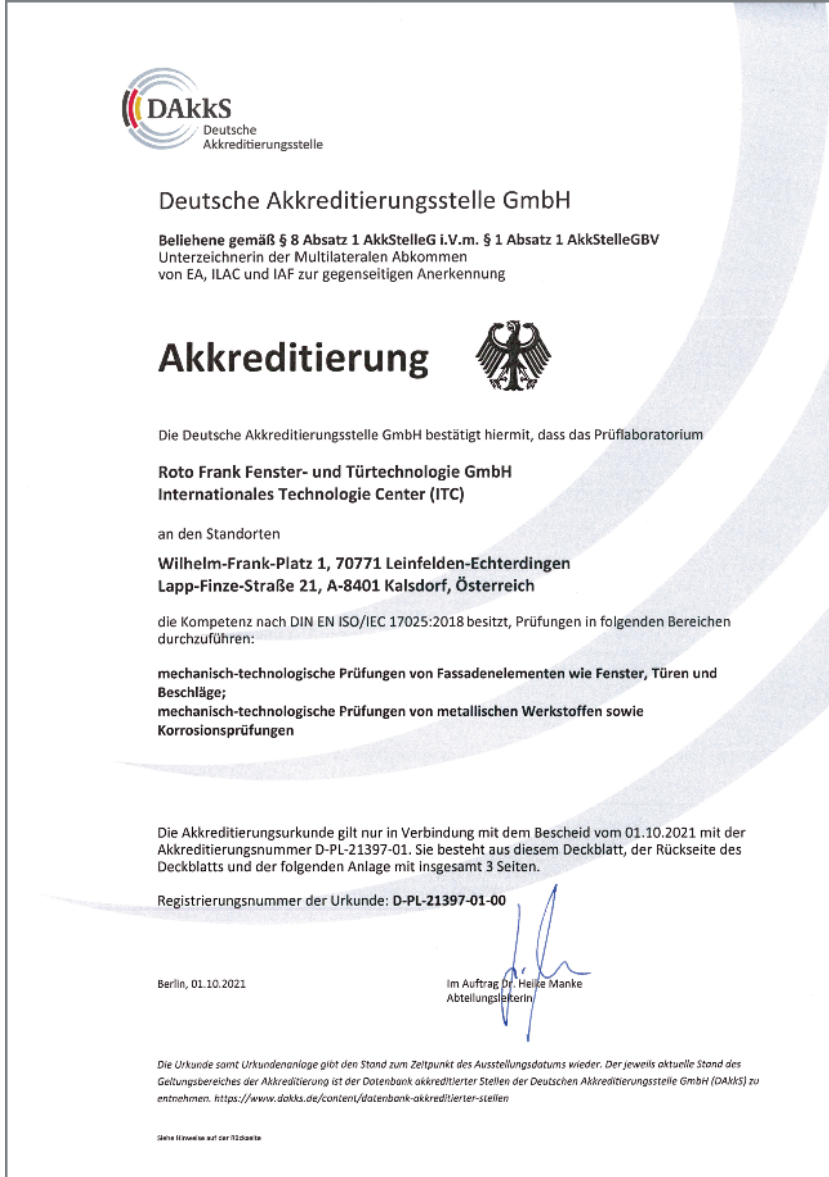 DAkkS
Deutsche
Akkreditierungsstelle
Deutsche Akkreditierungsstelle GmbH
Beliehene gemäß § 8 Absatz 1 AkkStelleG i.V.m. § 1 Absatz 1 AkkStelleGBV
Unterzeichnerin der Multilateralen Abkommen
von EA, ILAC und IAF zur gegenseitigen Anerkennung
Akkreditierung
Die Deutsche Akkreditierungsstelle GmbH bestätigt hiermit, dass das Prüflaboratorium
Roto Frank Fenster- und Türtechnologie GmbH
Internationales Technologie Center (ITC)
an den Standorten
Wilhelm-Frank-Platz 1, 70771 Leinfelden-Echterdingen
Lapp-Finze-Straße 21, A-8401 Kalsdorf, Österreich
die Kompetenz nach DIN EN ISO/IEC 17025:2018 besitzt, Prüfungen in folgenden Bereichen
durchzuführen:
mechanisch-technologische Prüfungen von Fassadenelementen wie Fenster, Türen und
Beschläge;
mechanisch-technologische Prüfungen von metallischen Werkstoffen sowie
Korrosionsprüfungen
Die Akkreditierungsurkunde gilt nur in Verbindung mit dem Bescheid vom 01.10.2021 mit der
Akkreditierungsnummer D-PL-21397-01. Sie besteht aus diesem Deckblatt, der Rückseite des
Deckblatts und der folgenden Anlage mit insgesamt 3 Seiten.
Registrierungsnummer der Urkunde: D-PL-21397-01-00
Berlin, 01.10.2021
Im Auftrag Dr. Heike Manke
Abteilungsleiterin
Die Urkunde samt Urkundenanlage gibt den Stand zum Zeitpunkt des Ausstellungsdatums wieder. Der jeweils aktuelle Stand des
Geltungsbereiches der Akkreditierung ist der Datenbank akkreditierter Stellen der Deutschen Akkreditierungsstelle GmbH (DAkkS) zu
entnehmen. https://www.dakks.de/content/datenbank-akkreditierter-stellen
Siehe Hinweise auf der Rückseite